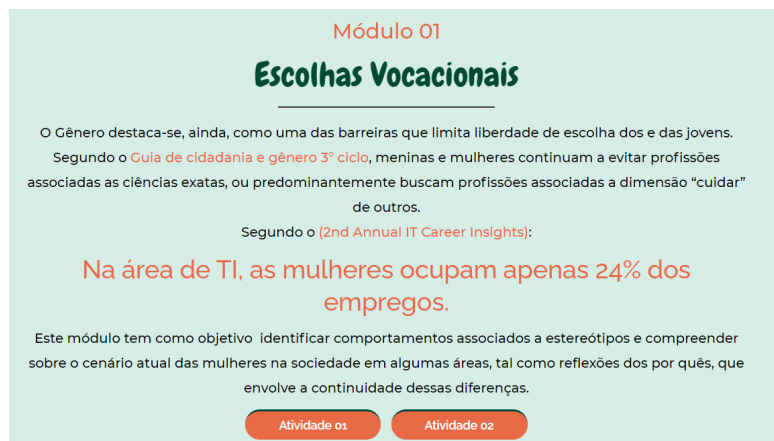 Módulo 01
Escolhas Vocacionais
O Gênero destaca-se, ainda, como uma das barreiras que limita liberdade de escolha dos e das jovens.
Segundo o Guia de cidadania e gênero 3º ciclo, meninas e mulheres continuam a evitar profissões
associadas as ciências exatas, ou predominantemente buscam profissões associadas a dimensão “cuidar”
de outros.
Segundo o (2nd Annual IT Career Insights):
Na área de TI, as mulheres ocupam apenas 24% dos
empregos.
Este módulo tem como objetivo  identificar comportamentos associados a estereótipos e compreender
sobre o cenário atual das mulheres na sociedade em algumas áreas, tal como reflexões dos por quês, que
envolve a continuidade dessas diferenças.
Atividade 01 Atividade 02